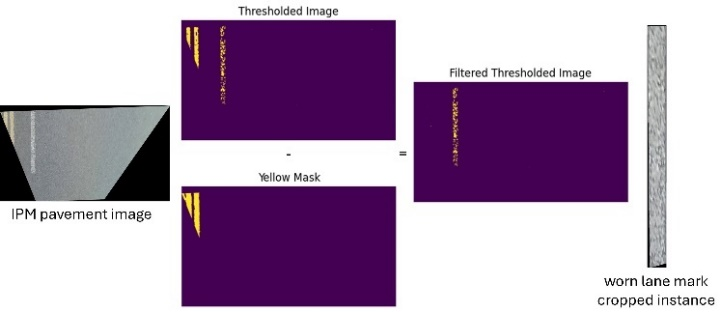 Thresholded Image
-
=
Filtered Thresholded Image
Yellow Mask
IPM pavement image
worn lane mark
cropped instance